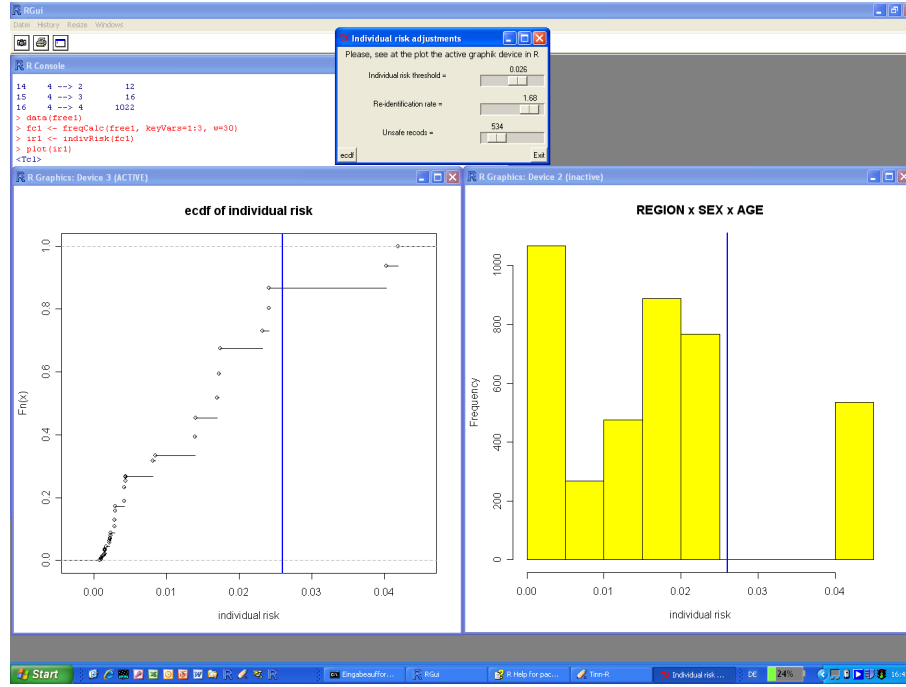 RGui
Datei History Resize Windows
R Console
14 4 --> 2 12
15 4 --> 3 16
16 4 --> 4 1022
> data(free1)
> fc1 <- freqCalc(free1, keyVars=1:3, w=30)
> ir1 <- indivRisk(fc1)
> plot(ir1)
<Tcl>
Individual risk adjustments
Please, see at the plot the active graphik device in R
Individual risk threshold =
0.026
Re-identification rate =
1.68
Unsafe recods =
534
ecdf
Exit
R Graphics: Device 3 (ACTIVE)
ecdf of individual risk
Fn(x)
1.0
0.8
0.6
0.4
0.2
0.0
0.00 0.01 0.02 0.03 0.04
individual risk
R Graphics: Device 2 (inactive)
REGION x SEX x AGE
Frequency
1000
800
600
400
200
0
0.00 0.01 0.02 0.03 0.04
individual risk
Start
Eingabeauffor...
RGui
R Help for pac...
Tinn-R
Individual risk ...
DE
24%